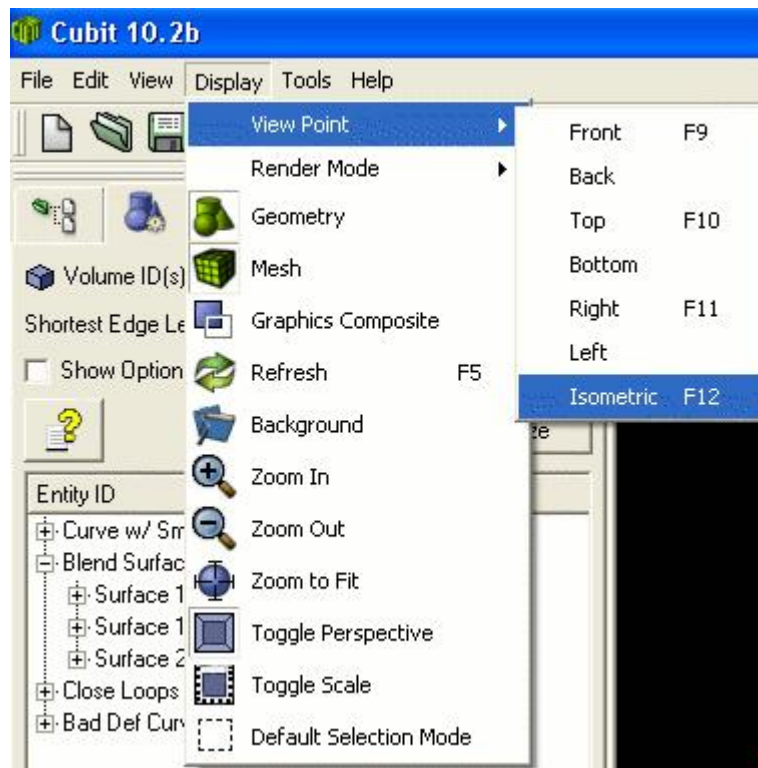 Cubit 10.2b
File Edit View Display Tools Help
View Point
Render Mode
Geometry
Mesh
Graphics Composite
Refresh F5
Background
Zoom In
Zoom Out
Zoom to Fit
Toggle Perspective
Toggle Scale
Default Selection Mode
Front F9
Back
Top F10
Bottom
Right F11
Left
Isometric F12
Volume ID(s)
Shortest Edge Le
Show Option
ze
Entity ID
Curve w/ Sm
Blend Surfac
Surface 1
Surface 1
Surface 2
Close Loops
Bad Def Curv